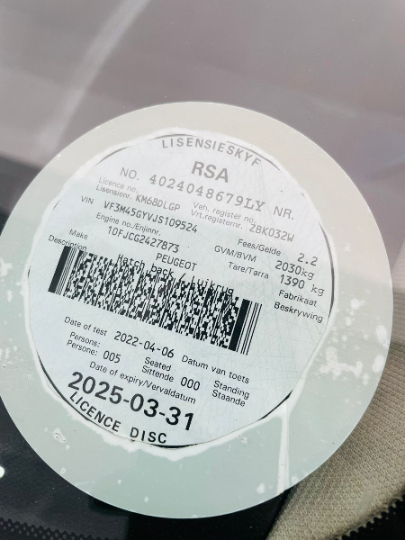 LISENSIESKYF
RSA
NO. 4024048679LY NR.
Licence no. Veh. register no.
Lisensienr. KM68DLGP Vrt.registernr. ZBK032W
VIN VF3M45GYVJS109524 Fees/Gelde 2.2
Engine no./Enjinnr. GVM/BVM 2030kg
10FJCG2427873 Tare/Tarra 1390 kg
Make PEUGEOT Fabrikaat
Description Hatch back / Luikrug Beskrywing
Date of test 2022-04-06 Datum van toets
Persons: Seated Standing
Persone: 005 Sittende 000 Staande
Date of expiry/Vervaldatum
2025-03-31
LICENCE DISC